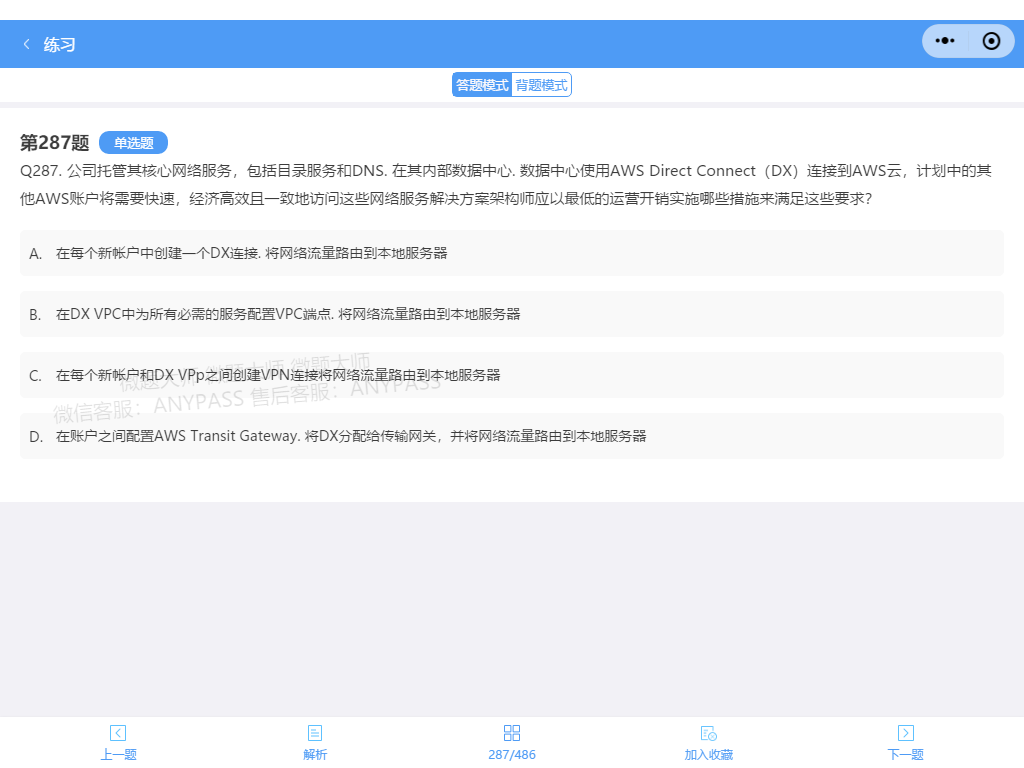 练习
答题模式 背题模式
第287题 单选题
Q287. 公司托管其核心网络服务，包括目录服务和DNS. 在其内部数据中心. 数据中心使用AWS Direct Connect（DX）连接到AWS云，计划中的其
他AWS账户将需要快速，经济高效且一致地访问这些网络服务解决方案架构师应以最低的运营开销实施哪些措施来满足这些要求？
A. 在每个新帐户中创建一个DX连接. 将网络流量路由到本地服务器
B. 在DX VPC中为所有必需的服务配置VPC端点. 将网络流量路由到本地服务器
微题大师 微题大师 微题大师
C. 在每个新帐户和DX VPp之间创建VPN连接将网络流量路由到本地服务器
微信客服：ANYPASS 售后客服：ANYPASS
D. 在账户之间配置AWS Transit Gateway. 将DX分配给传输网关，并将网络流量路由到本地服务器
上一题 解析 287/486 加入收藏 下一题